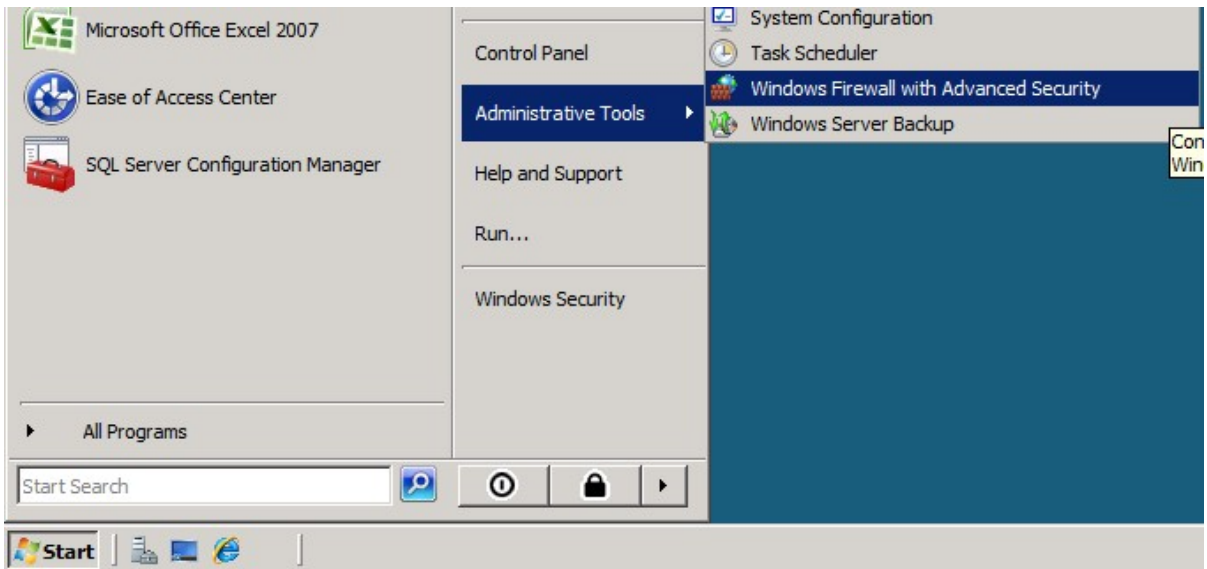 Microsoft Office Excel 2007
Ease of Access Center
SQL Server Configuration Manager
All Programs
Start Search
Control Panel
Administrative Tools
Help and Support
Run...
Windows Security
System Configuration
Task Scheduler
Windows Firewall with Advanced Security
Windows Server Backup
Con
Win
Start